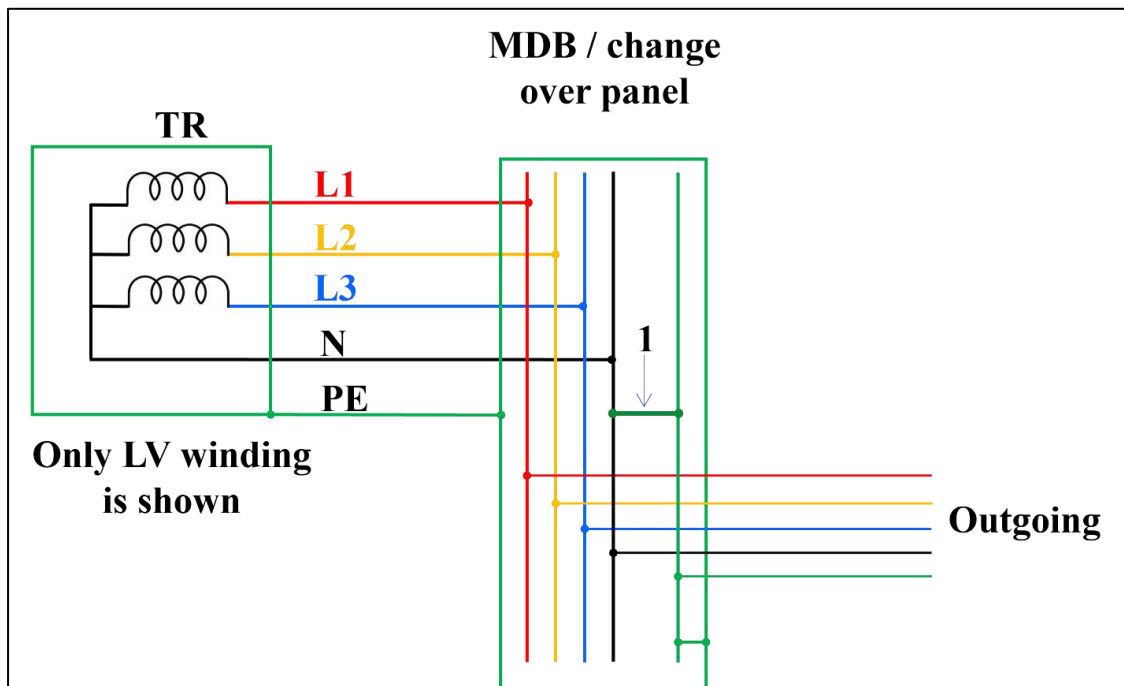 MDB / change
over panel
TR
L1
L2
L3
N
1
PE
Only LV winding
is shown
Outgoing